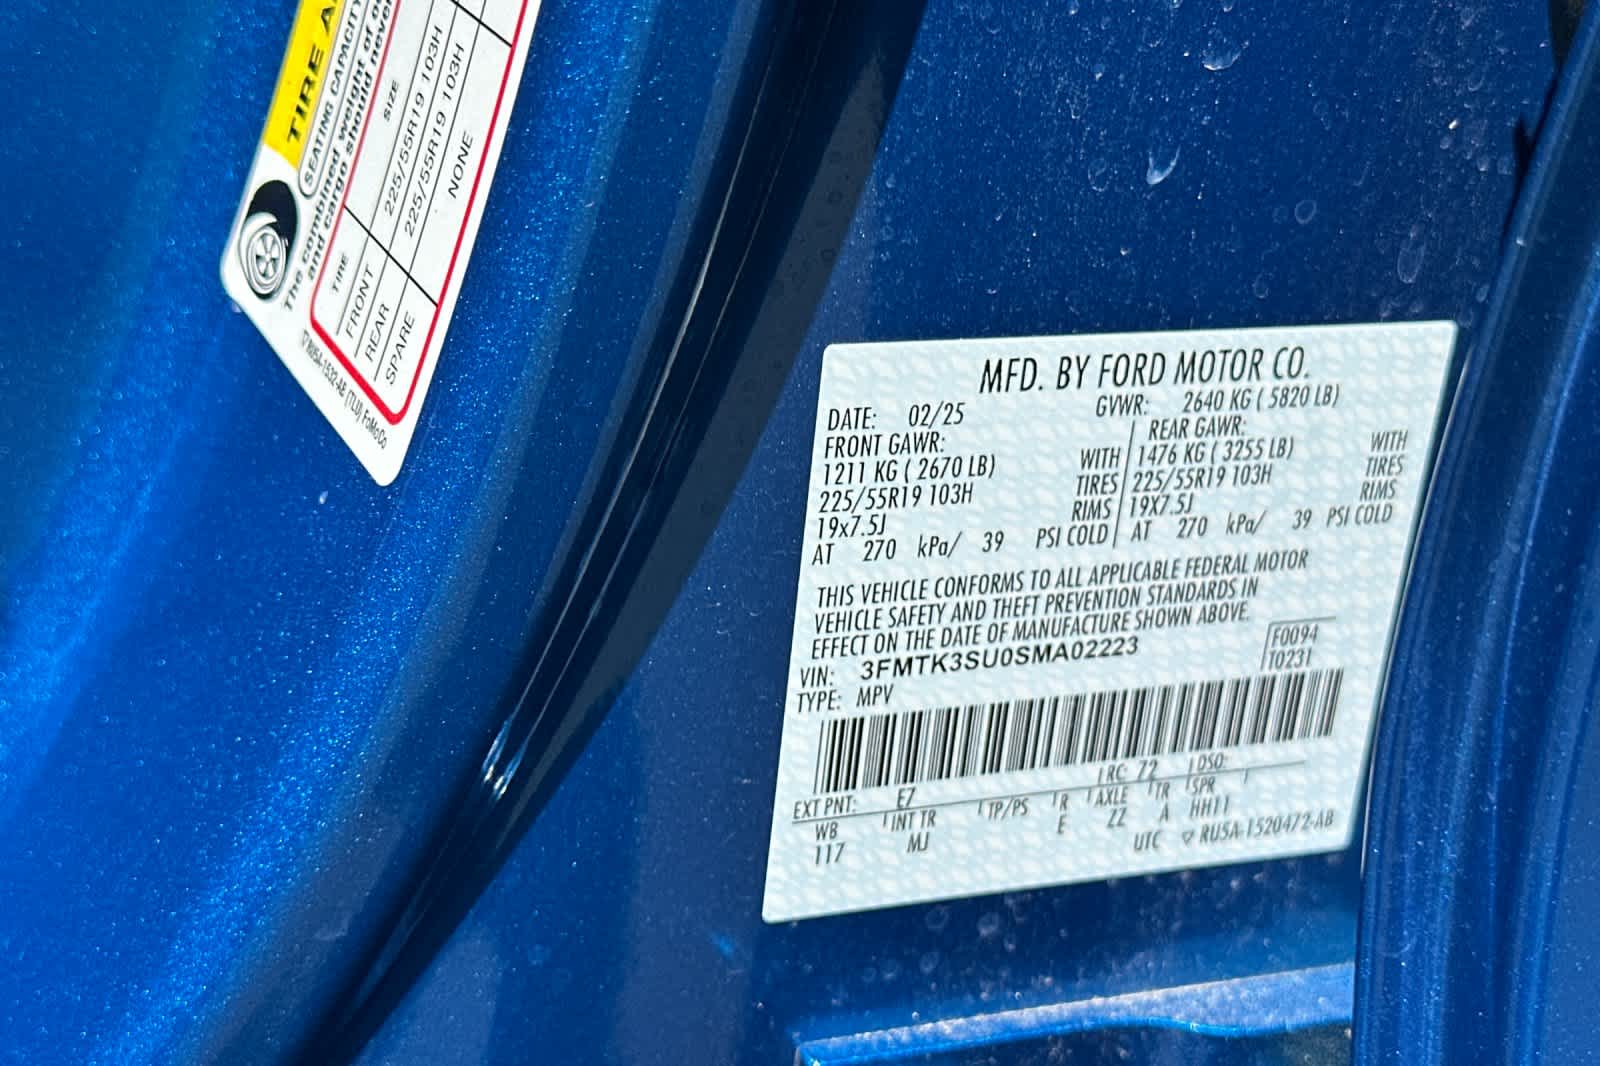 TIRE A
SEATING CAPACITY
The combined weight of
and cargo should never
TIRE SIZE
FRONT 225/55R19 103H
REAR 225/55R19 103H
SPARE NONE
RU5A-1532-AE (TLU) FoMoCo
MFD. BY FORD MOTOR CO.
DATE: 02/25 GVWR: 2640 KG ( 5820 LB)
FRONT GAWR: REAR GAWR:
1211 KG ( 2670 LB) WITH 1476 KG ( 3255 LB) WITH
225/55R19 103H TIRES 225/55R19 103H TIRES
19x7.5J RIMS 19X7.5J RIMS
AT 270 kPa/ 39 PSI COLD AT 270 kPa/ 39 PSI COLD
THIS VEHICLE CONFORMS TO ALL APPLICABLE FEDERAL MOTOR
VEHICLE SAFETY AND THEFT PREVENTION STANDARDS IN
EFFECT ON THE DATE OF MANUFACTURE SHOWN ABOVE.
VIN: 3FMTK3SU0SMA02223 F0094
TYPE: MPV T0231
EXT PNT: E7 RC: 72 DSO:
WB INT TR TP/PS R AXLE TR SPR
117 MJ E ZZ A HH11
UTC RU5A-1520472-AB